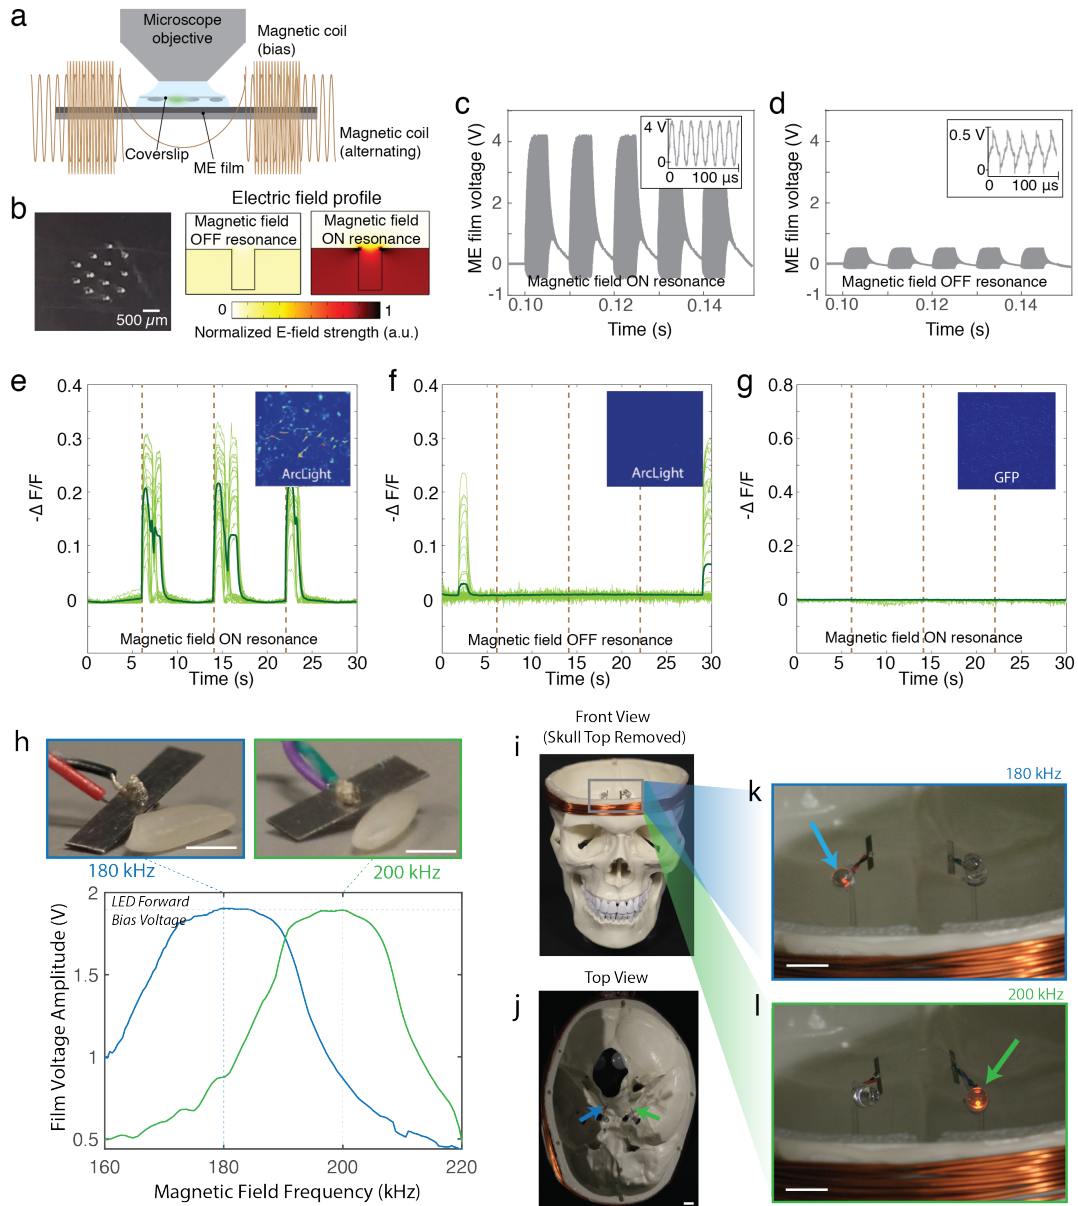 a
Microscope
objective
Magnetic coil
(bias)
Magnetic coil
(alternating)
Coverslip
ME film
b
500 µm
Electric field profile
Magnetic field
OFF resonance
Magnetic field
ON resonance
0
1
Normalized E-field strength (a.u.)
c
ME film voltage (V)
4
2
0
-1
4 V
0
0 100 µs
Magnetic field ON resonance
0.10 0.12 0.14
Time (s)
d
ME film voltage (V)
4
2
0
-1
0.5 V
0
0 100 µs
Magnetic field OFF resonance
0.10 0.12 0.14
Time (s)
e
-Δ F/F
0.4
0.3
0.2
0.1
0
ArcLight
Magnetic field ON resonance
0 5 10 15 20 25 30
Time (s)
f
-Δ F/F
0.4
0.3
0.2
0.1
0
ArcLight
Magnetic field OFF resonance
0 5 10 15 20 25 30
Time (s)
g
-Δ F/F
0.8
0.6
0.4
0.2
0
GFP
Magnetic field ON resonance
0 5 10 15 20 25 30
Time (s)
h
180 kHz
200 kHz
Film Voltage Amplitude (V)
2
1.5
1
0.5
LED Forward
Bias Voltage
160 180 200 220
Magnetic Field Frequency (kHz)
i
Front View
(Skull Top Removed)
j
Top View
k
180 kHz
l
200 kHz